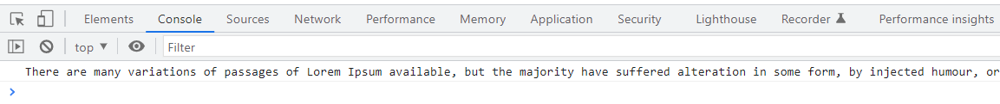 Elements Console Sources Network Performance Memory Application Security Lighthouse Recorder Performance insights
top Filter
There are many variations of passages of Lorem Ipsum available, but the majority have suffered alteration in some form, by injected humour, or